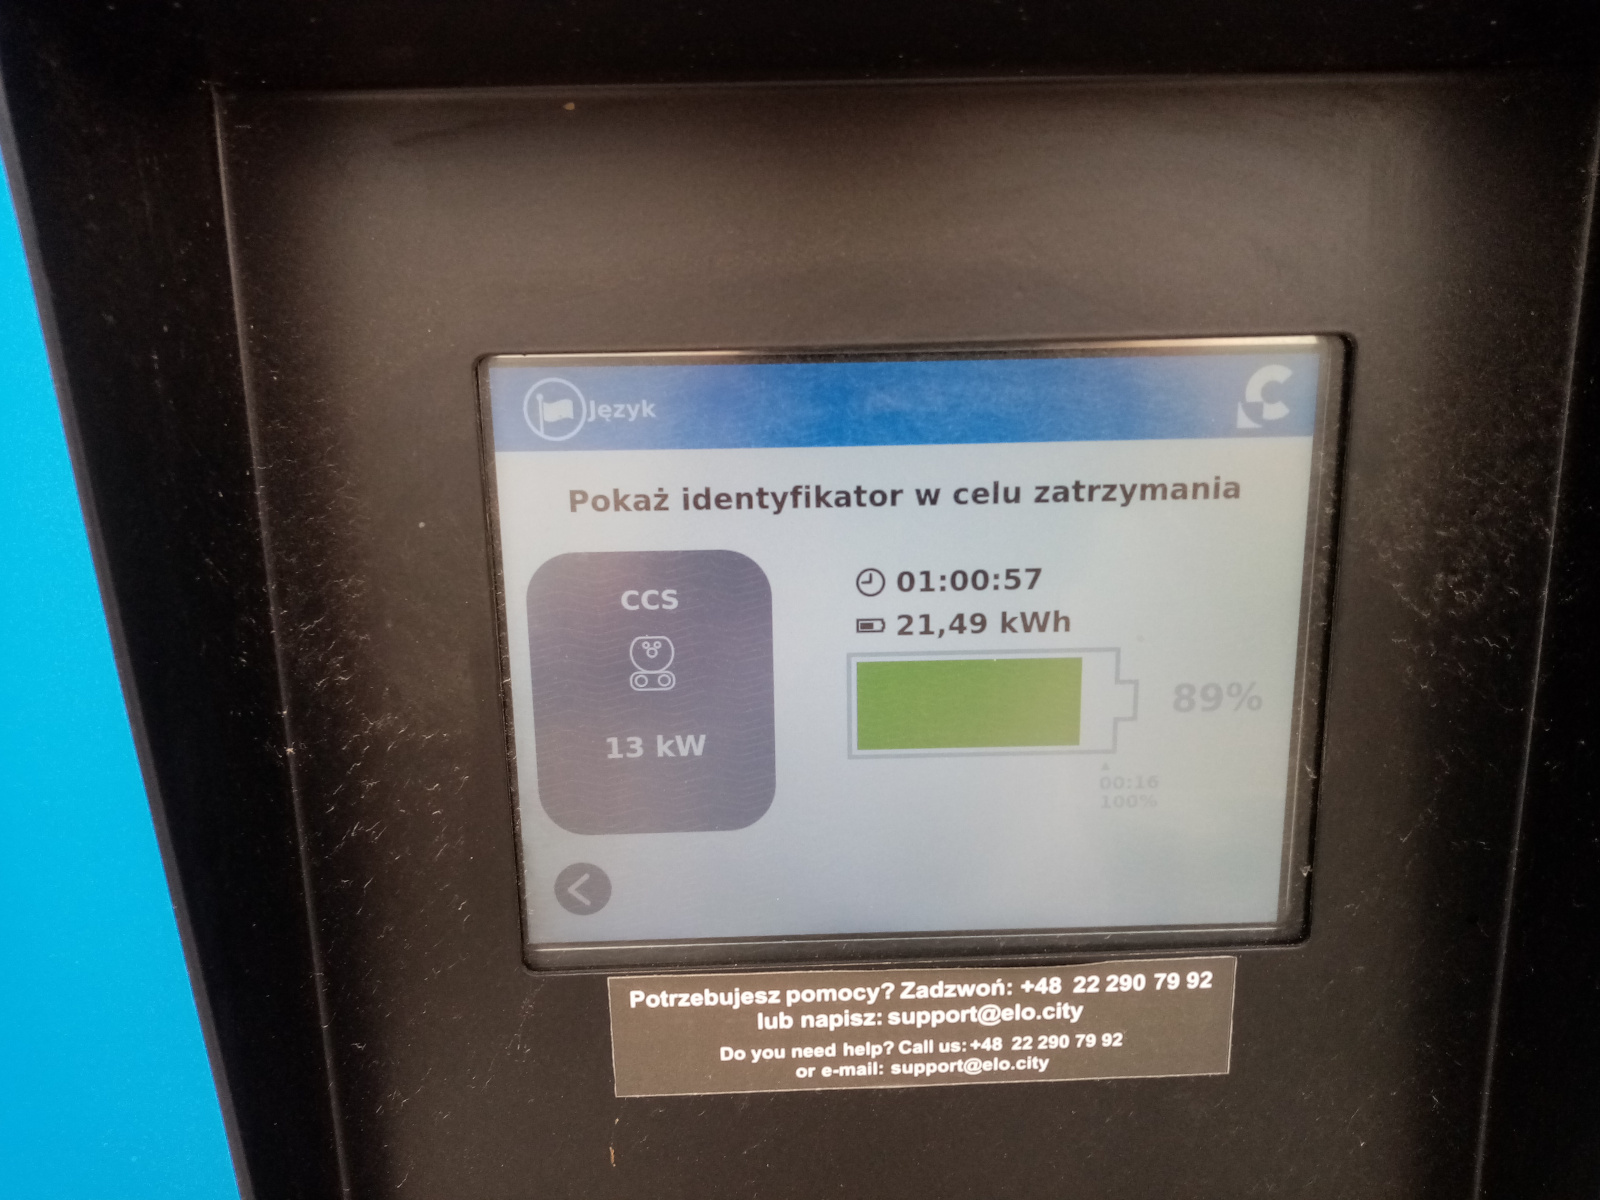 Język
Pokaż identyfikator w celu zatrzymania
CCS
13 kW
01:00:57
21,49 kWh
89%
00:16
100%
Potrzebujesz pomocy? Zadzwoń: +48 22 290 79 92
lub napisz: support@elo.city
Do you need help? Call us: +48 22 290 79 92
or e-mail: support@elo.city